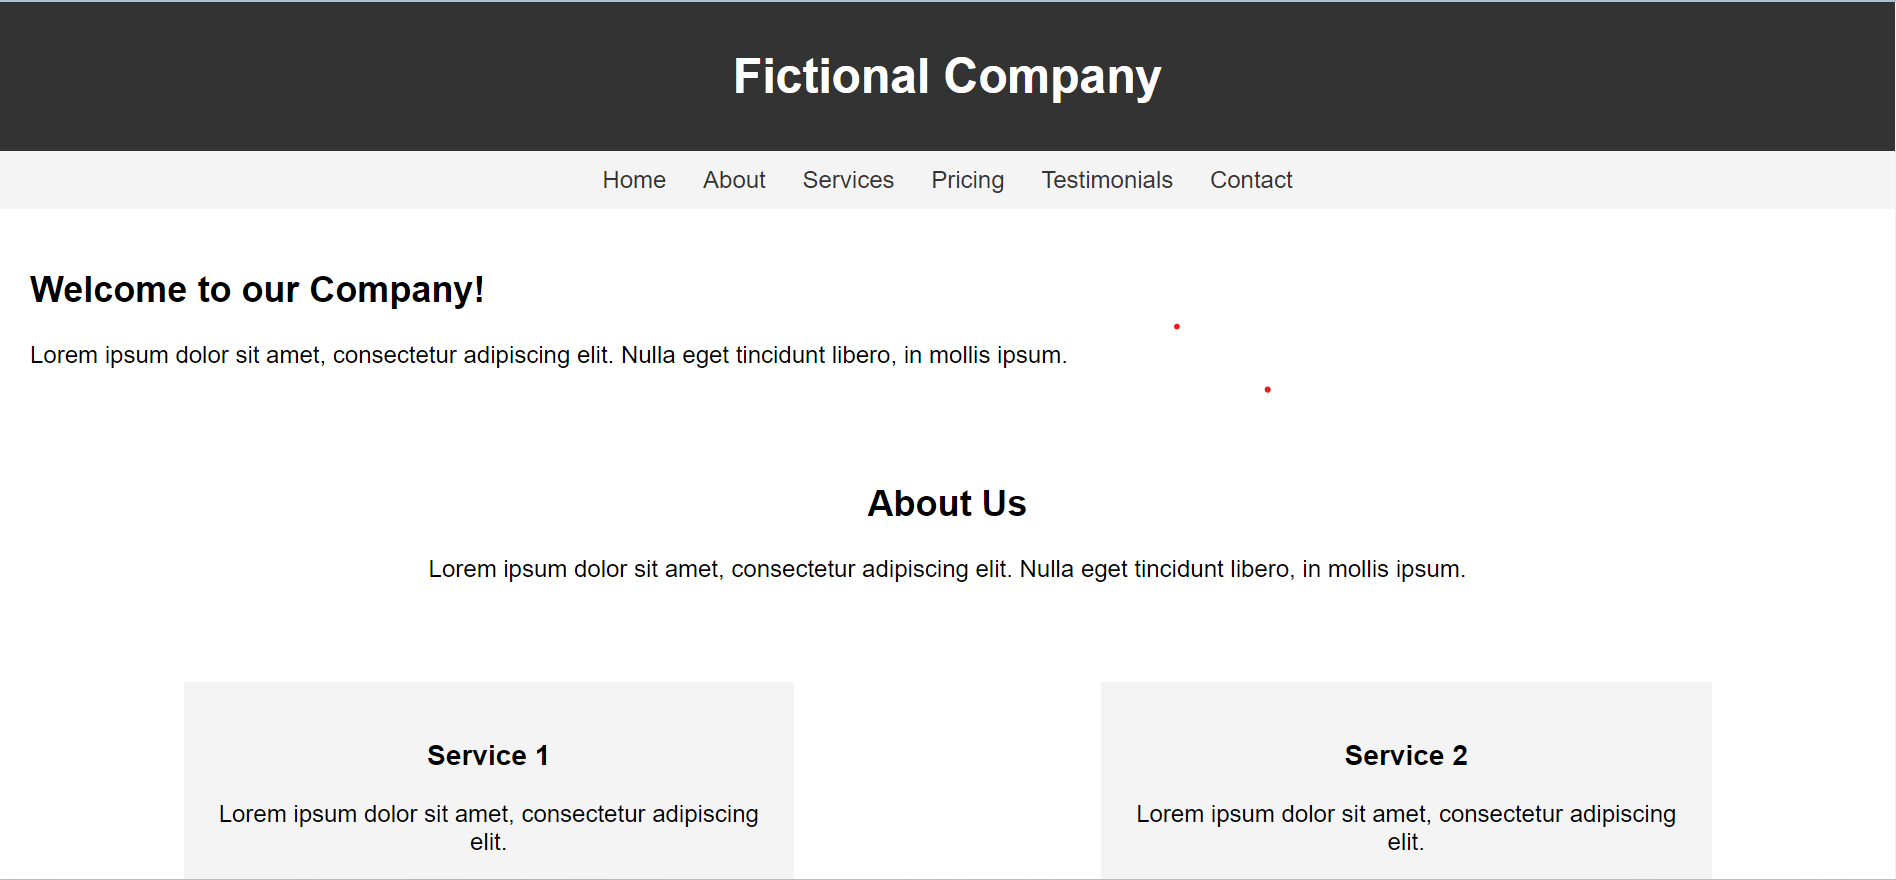 Fictional Company
Home About Services Pricing Testimonials Contact
Welcome to our Company!
Lorem ipsum dolor sit amet, consectetur adipiscing elit. Nulla eget tincidunt libero, in mollis ipsum.
About Us
Lorem ipsum dolor sit amet, consectetur adipiscing elit. Nulla eget tincidunt libero, in mollis ipsum.
Service 1
Lorem ipsum dolor sit amet, consectetur adipiscing
elit.
Service 2
Lorem ipsum dolor sit amet, consectetur adipiscing
elit.